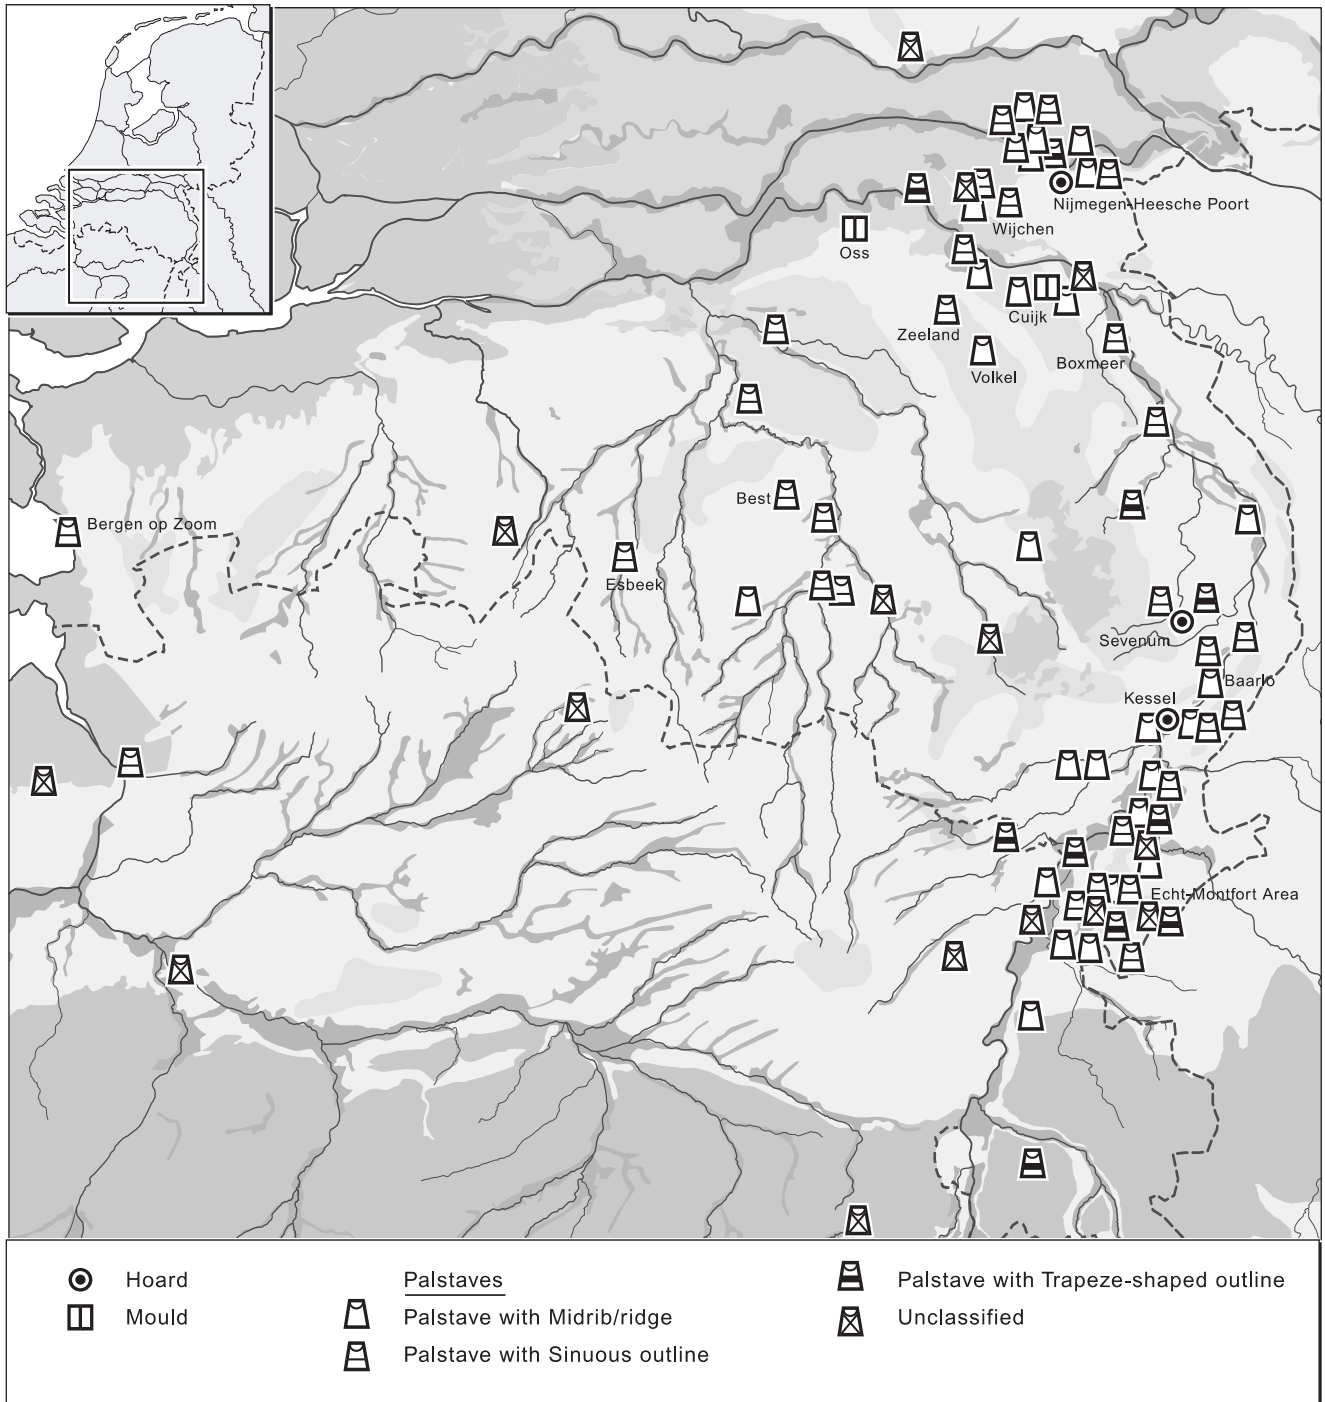 Nijmegen-Heesche Poort
Wijchen
Oss
Cuijk
Zeeland
Boxmeer
Volkel
Best
Bergen op Zoom
Esbeek
Sevenum
Baarlo
Kessel
Echt-Montfort Area
Hoard
Mould
Palstaves
Palstave with Midrib/ridge
Palstave with Sinuous outline
Palstave with Trapeze-shaped outline
Unclassified